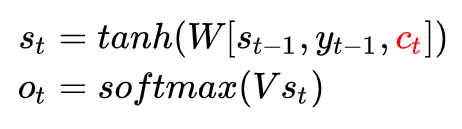 s_t = tanh(W[s_{t-1}, y_{t-1}, c_t])
o_t = softmax(Vs_t)